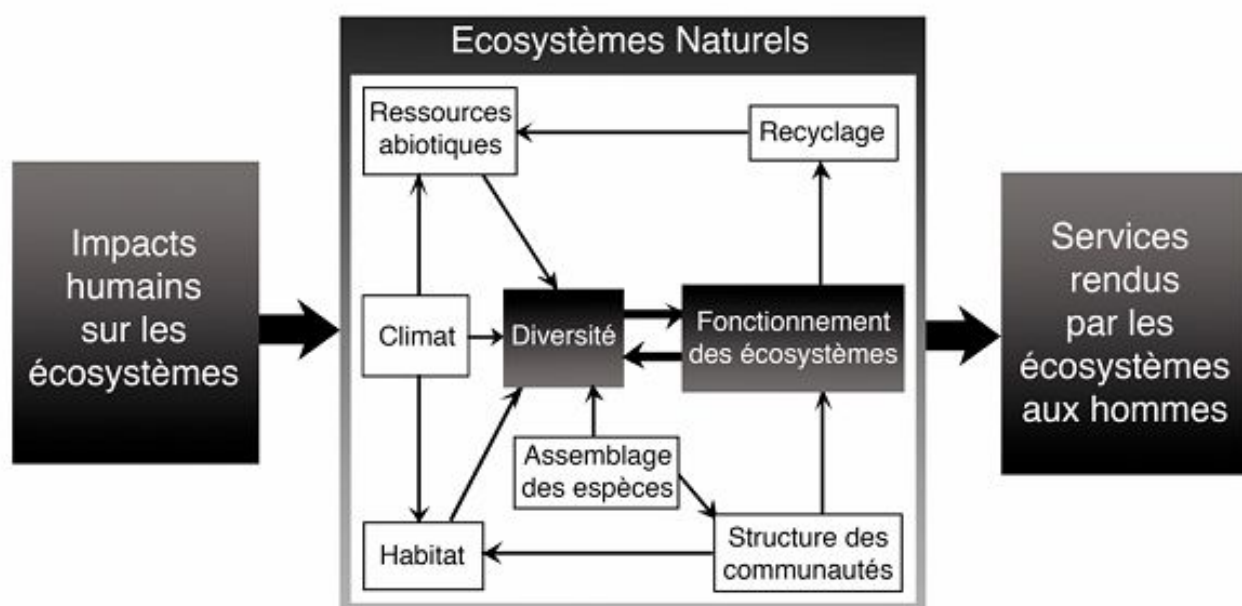 Ecosystèmes Naturels
Impacts
humains
sur les
écosystèmes
Ressources
abiotiques
Recyclage
Climat
Diversité
Fonctionnement
des écosystèmes
Assemblage
des espèces
Habitat
Structure des
communautés
Services
rendus
par les
écosystèmes
aux hommes